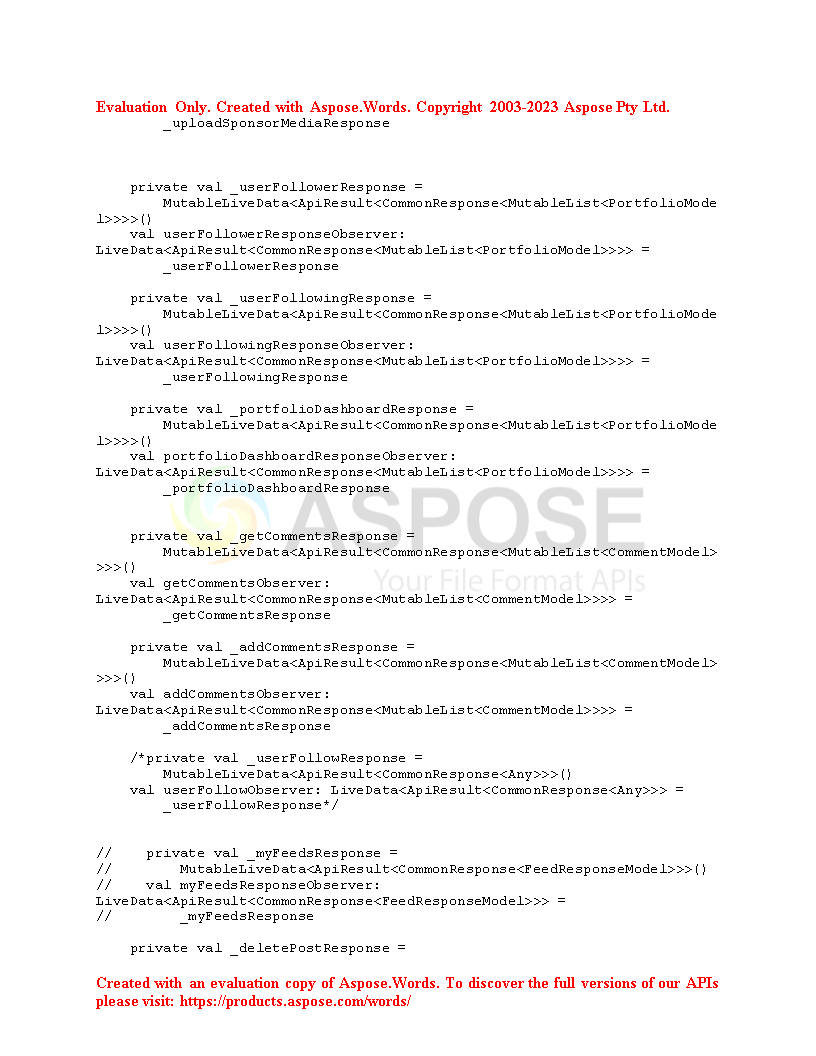 Evaluation Only. Created with Aspose.Words. Copyright 2003-2023 Aspose Pty Ltd.
        _uploadSponsorMediaResponse
    private val _userFollowerResponse =
        MutableLiveData<ApiResult<CommonResponse<MutableList<PortfolioMode
l>>>>()
    val userFollowerResponseObserver:
LiveData<ApiResult<CommonResponse<MutableList<PortfolioModel>>>> =
        _userFollowerResponse
    private val _userFollowingResponse =
        MutableLiveData<ApiResult<CommonResponse<MutableList<PortfolioMode
l>>>>()
    val userFollowingResponseObserver:
LiveData<ApiResult<CommonResponse<MutableList<PortfolioModel>>>> =
        _userFollowingResponse
    private val _portfolioDashboardResponse =
        MutableLiveData<ApiResult<CommonResponse<MutableList<PortfolioMode
l>>>>()
    val portfolioDashboardResponseObserver:
LiveData<ApiResult<CommonResponse<MutableList<PortfolioModel>>>> =
        _portfolioDashboardResponse
ASPOSE
    private val _getCommentsResponse =
        MutableLiveData<ApiResult<CommonResponse<MutableList<CommentModel>
>>>()
Your File Format APIs
    val getCommentsObserver:
LiveData<ApiResult<CommonResponse<MutableList<CommentModel>>>> =
        _getCommentsResponse
    private val _addCommentsResponse =
        MutableLiveData<ApiResult<CommonResponse<MutableList<CommentModel>
>>>()
    val addCommentsObserver:
LiveData<ApiResult<CommonResponse<MutableList<CommentModel>>>> =
        _addCommentsResponse
    /*private val _userFollowResponse =
        MutableLiveData<ApiResult<CommonResponse<Any>>>()
    val userFollowObserver: LiveData<ApiResult<CommonResponse<Any>>> =
        _userFollowResponse*/
//    private val _myFeedsResponse =
//        MutableLiveData<ApiResult<CommonResponse<FeedResponseModel>>>()
//    val myFeedsResponseObserver:
LiveData<ApiResult<CommonResponse<FeedResponseModel>>> =
//        _myFeedsResponse
    private val _deletePostResponse =
Created with an evaluation copy of Aspose.Words. To discover the full versions of our APIs
please visit: https://products.aspose.com/words/